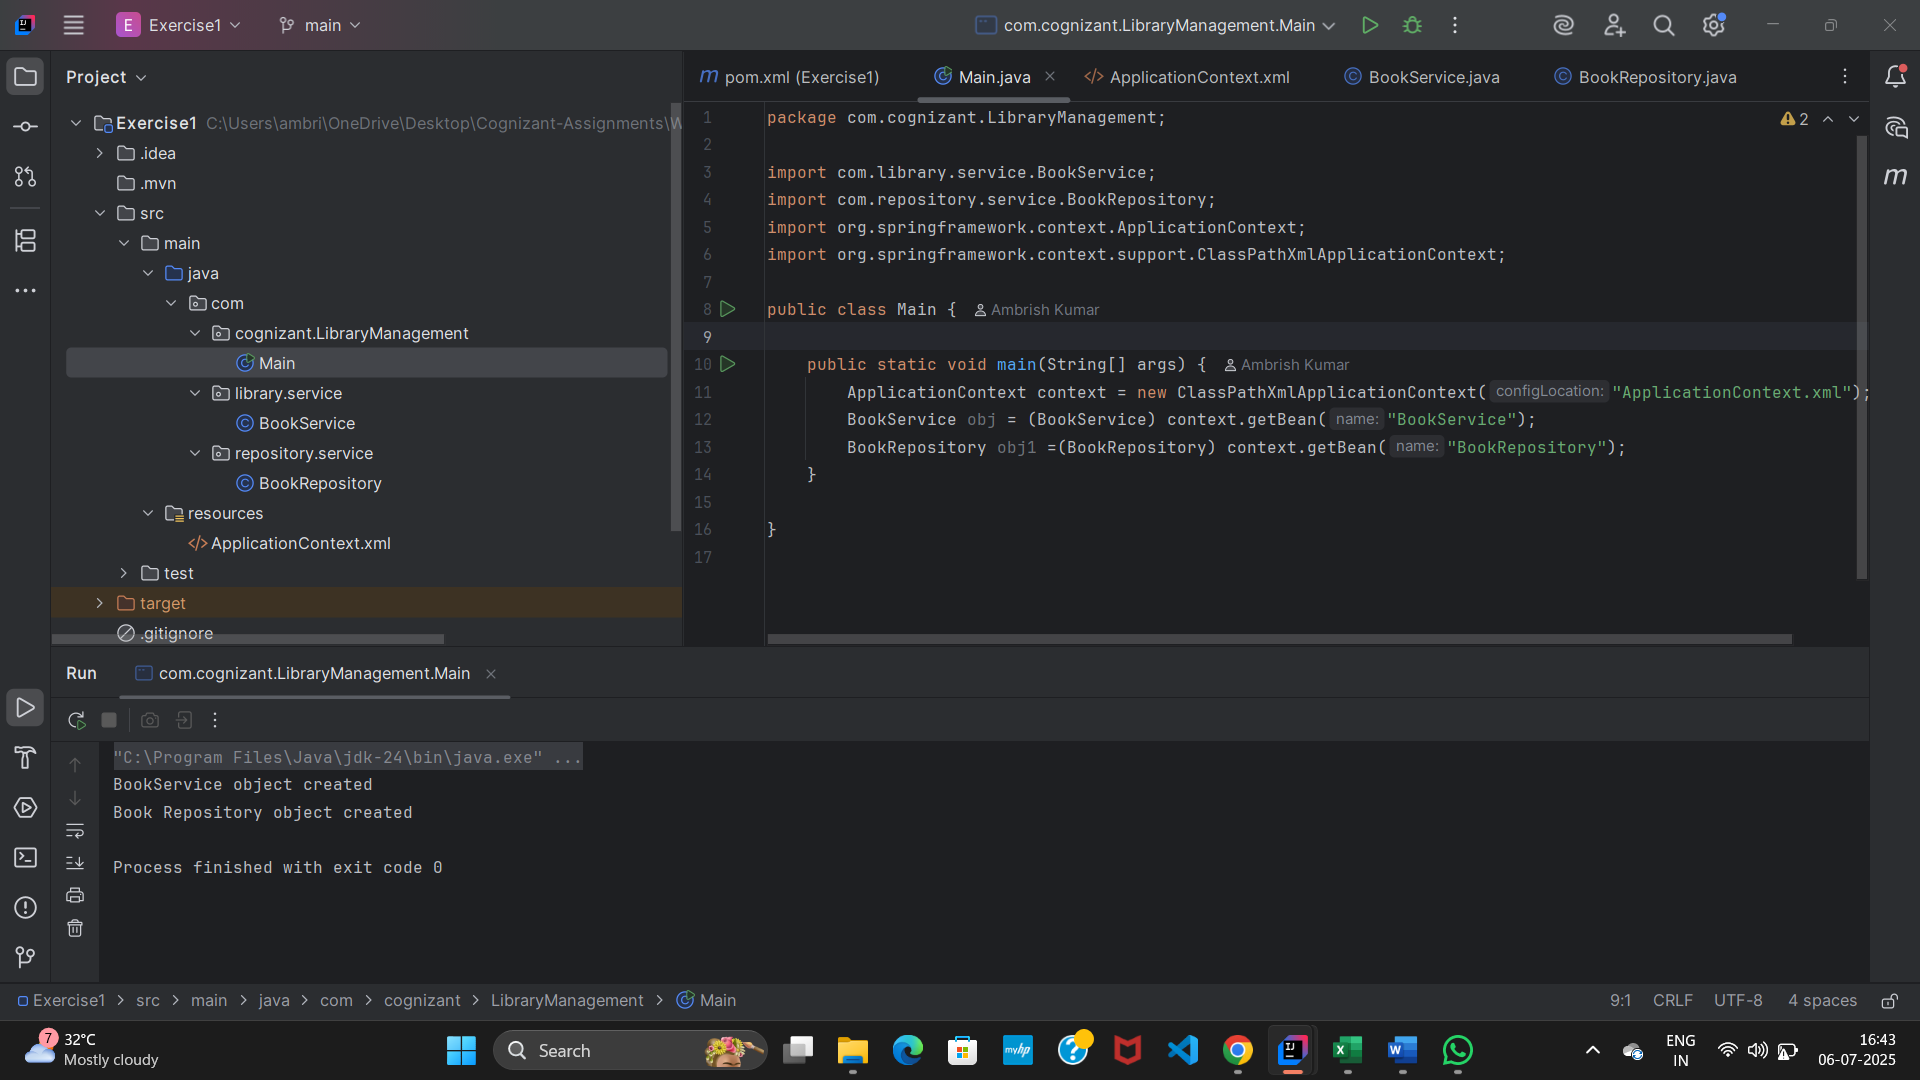 E Exercise1 main com.cognizant.LibraryManagement.Main
Project
pom.xml (Exercise1) Main.java ApplicationContext.xml BookService.java BookRepository.java
Exercise1 C:\Users\ambri\OneDrive\Desktop\Cognizant-Assignments\W
.idea
.mvn
src
main
java
com
cognizant.LibraryManagement
Main
library.service
BookService
repository.service
BookRepository
resources
ApplicationContext.xml
test
target
.gitignore
1 package com.cognizant.LibraryManagement; 2
2
3 import com.library.service.BookService;
4 import com.repository.service.BookRepository;
5 import org.springframework.context.ApplicationContext;
6 import org.springframework.context.support.ClassPathXmlApplicationContext;
7
8 public class Main { Ambrish Kumar
9
10 public static void main(String[] args) { Ambrish Kumar
11 ApplicationContext context = new ClassPathXmlApplicationContext( configLocation: "ApplicationContext.xml");
12 BookService obj = (BookService) context.getBean( name: "BookService");
13 BookRepository obj1 =(BookRepository) context.getBean( name: "BookRepository");
14 }
15
16 }
17
Run com.cognizant.LibraryManagement.Main
"C:\Program Files\Java\jdk-24\bin\java.exe" ...
BookService object created
Book Repository object created
Process finished with exit code 0
Exercise1 > src > main > java > com > cognizant > LibraryManagement > Main 9:1 CRLF UTF-8 4 spaces
7 32°C
Mostly cloudy
Search
myhp
ENG
IN
16:43
06-07-2025